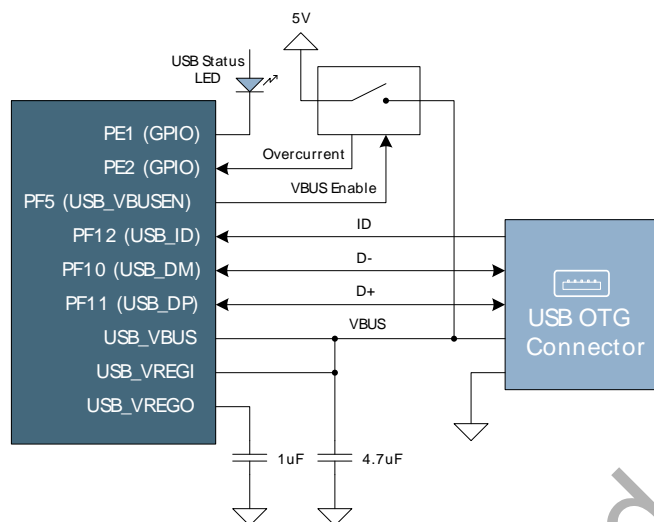 5V
USB Status
LED
PE1 (GPIO)
PE2 (GPIO)
Overcurrent
VBUS Enable
PF5 (USB_VBUSEN)
PF12 (USB_ID)
ID
PF10 (USB_DM)
D-
PF11 (USB_DP)
D+
USB_VBUS
VBUS
USB_VREGI
USB_VREGO
USB OTG
Connector
1uF
4.7uF